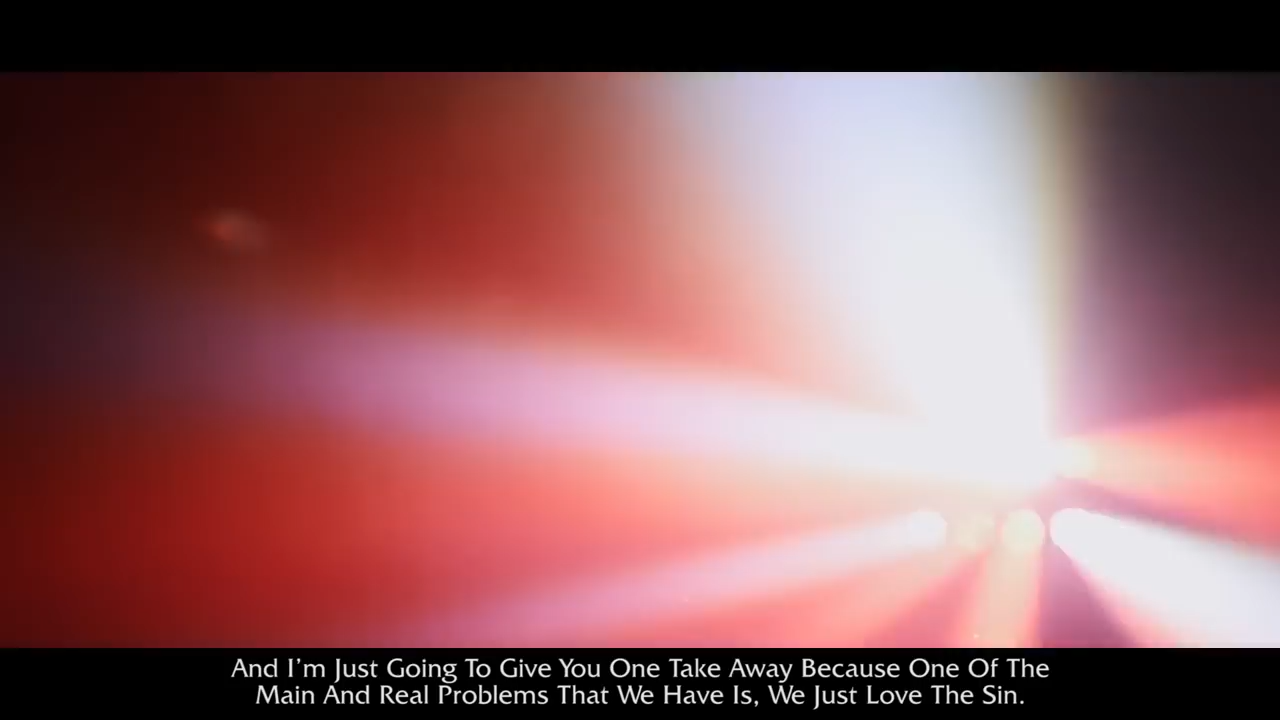 And I'm Just Going To Give You One Take Away Because One Of The
Main And Real Problems That We Have Is, We Just Love The Sin.